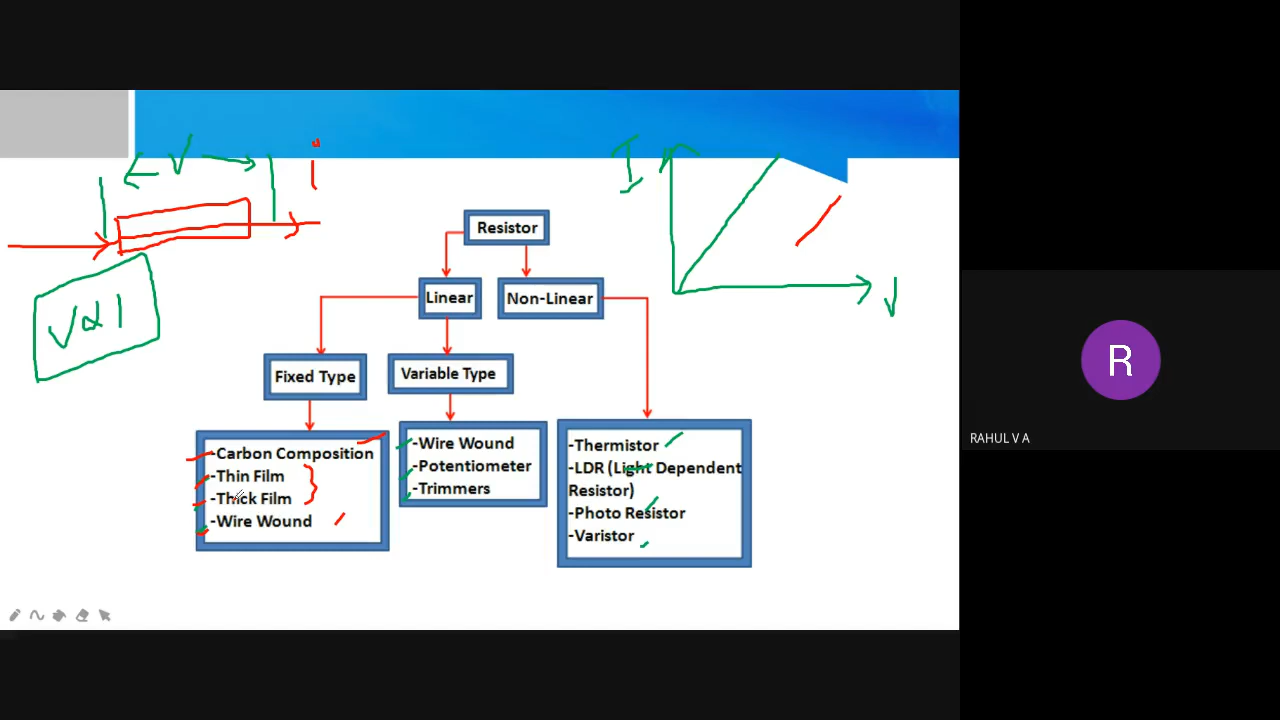 V
i
I
V
V ∝ I
Resistor
Linear
Non-Linear
Fixed Type
Variable Type
-Carbon Composition
-Thin Film
-Thick Film
-Wire Wound
-Wire Wound
-Potentiometer
-Trimmers
-Thermistor
-LDR (Light Dependent
Resistor)
-Photo Resistor
-Varistor
R
RAHUL V A